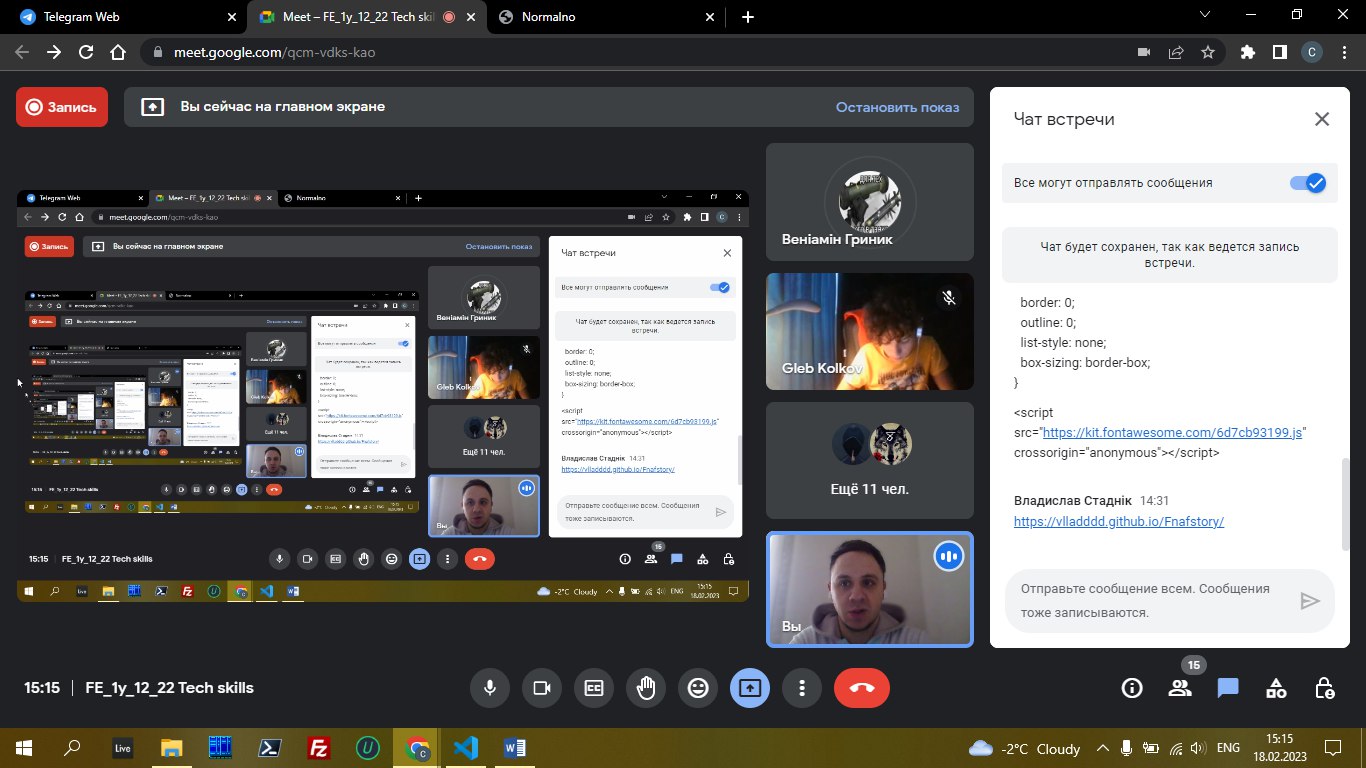 Telegram Web
Meet – FE_1y_12_22 Tech skil
Normalno
meet.google.com/qcm-vdks-kao
C
Запись
Вы сейчас на главном экране
Остановить показ
Telegram Web
Meet – FE_1y_12_22 Tech skil
Normalno
meet.google.com/qcm-vdks-kao
C
Запись
Вы сейчас на главном экране
Остановить показ
Чат встречи
Все могут отправлять сообщения
Чат будет сохранен, так как ведется запись
встречи.
border: 0;
outline: 0;
list-style: none;
box-sizing: border-box;
}
<script
src="https://kit.fontawesome.com/6d7cb93199.js"
crossorigin="anonymous"></script>
Владислав Стаднік 14:31
https://vlladddd.github.io/Fnafstory/
Отправьте сообщение всем. Сообщения
тоже записываются.
Веніамін Гриник
Gleb Kolkov
Ещё 11 чел.
Вы
15:15 | FE_1y_12_22 Tech skills
15
Live
-2°C Cloudy
ENG
15:15
18.02.2023
Веніамін Гриник
Gleb Kolkov
Ещё 11 чел.
Вы
Чат встречи
Все могут отправлять сообщения
Чат будет сохранен, так как ведется запись
встречи.
border: 0;
outline: 0;
list-style: none;
box-sizing: border-box;
}
<script
src="https://kit.fontawesome.com/6d7cb93199.js"
crossorigin="anonymous"></script>
Владислав Стаднік 14:31
https://vlladddd.github.io/Fnafstory/
Отправьте сообщение всем. Сообщения
тоже записываются.
15:15 | FE_1y_12_22 Tech skills
15
Live
-2°C Cloudy
ENG
15:15
18.02.2023